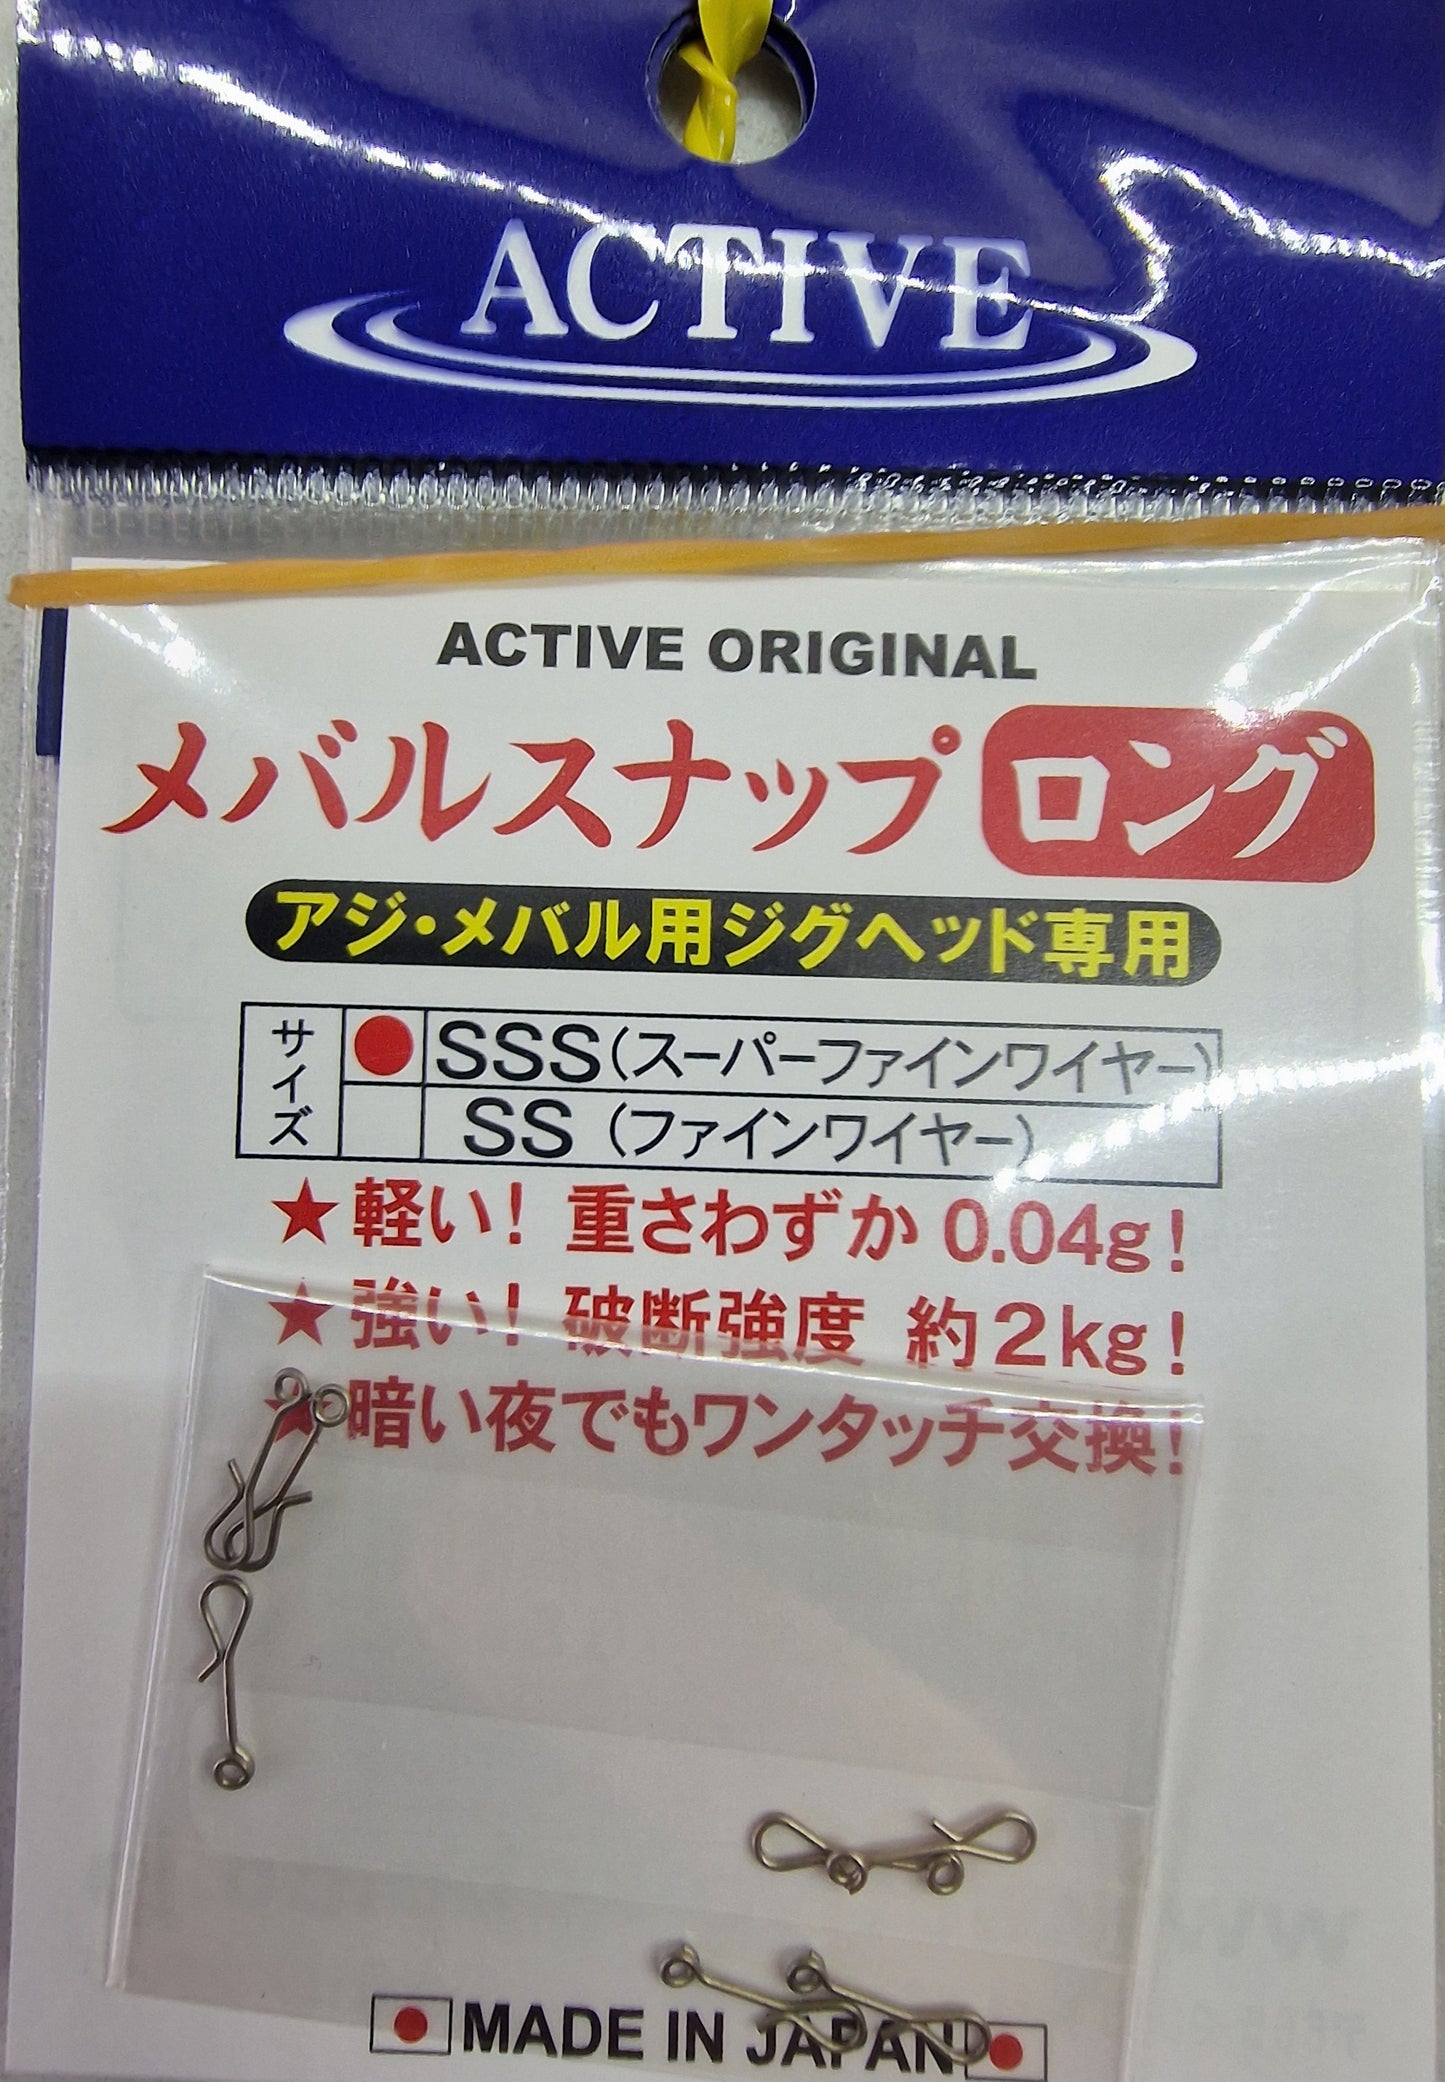 ACTIVE
ACTIVE ORIGINAL
メバルスナップ ロング
アジ・メバル用ジグヘッド専用
サイズ
SSS(スーパーファインワイヤー)
SS (ファインワイヤー)
★軽い! 重さわずか 0.04g!
★強い! 破断強度 約2kg!
★暗い夜でもワンタッチ交換!
MADE IN JAPAN